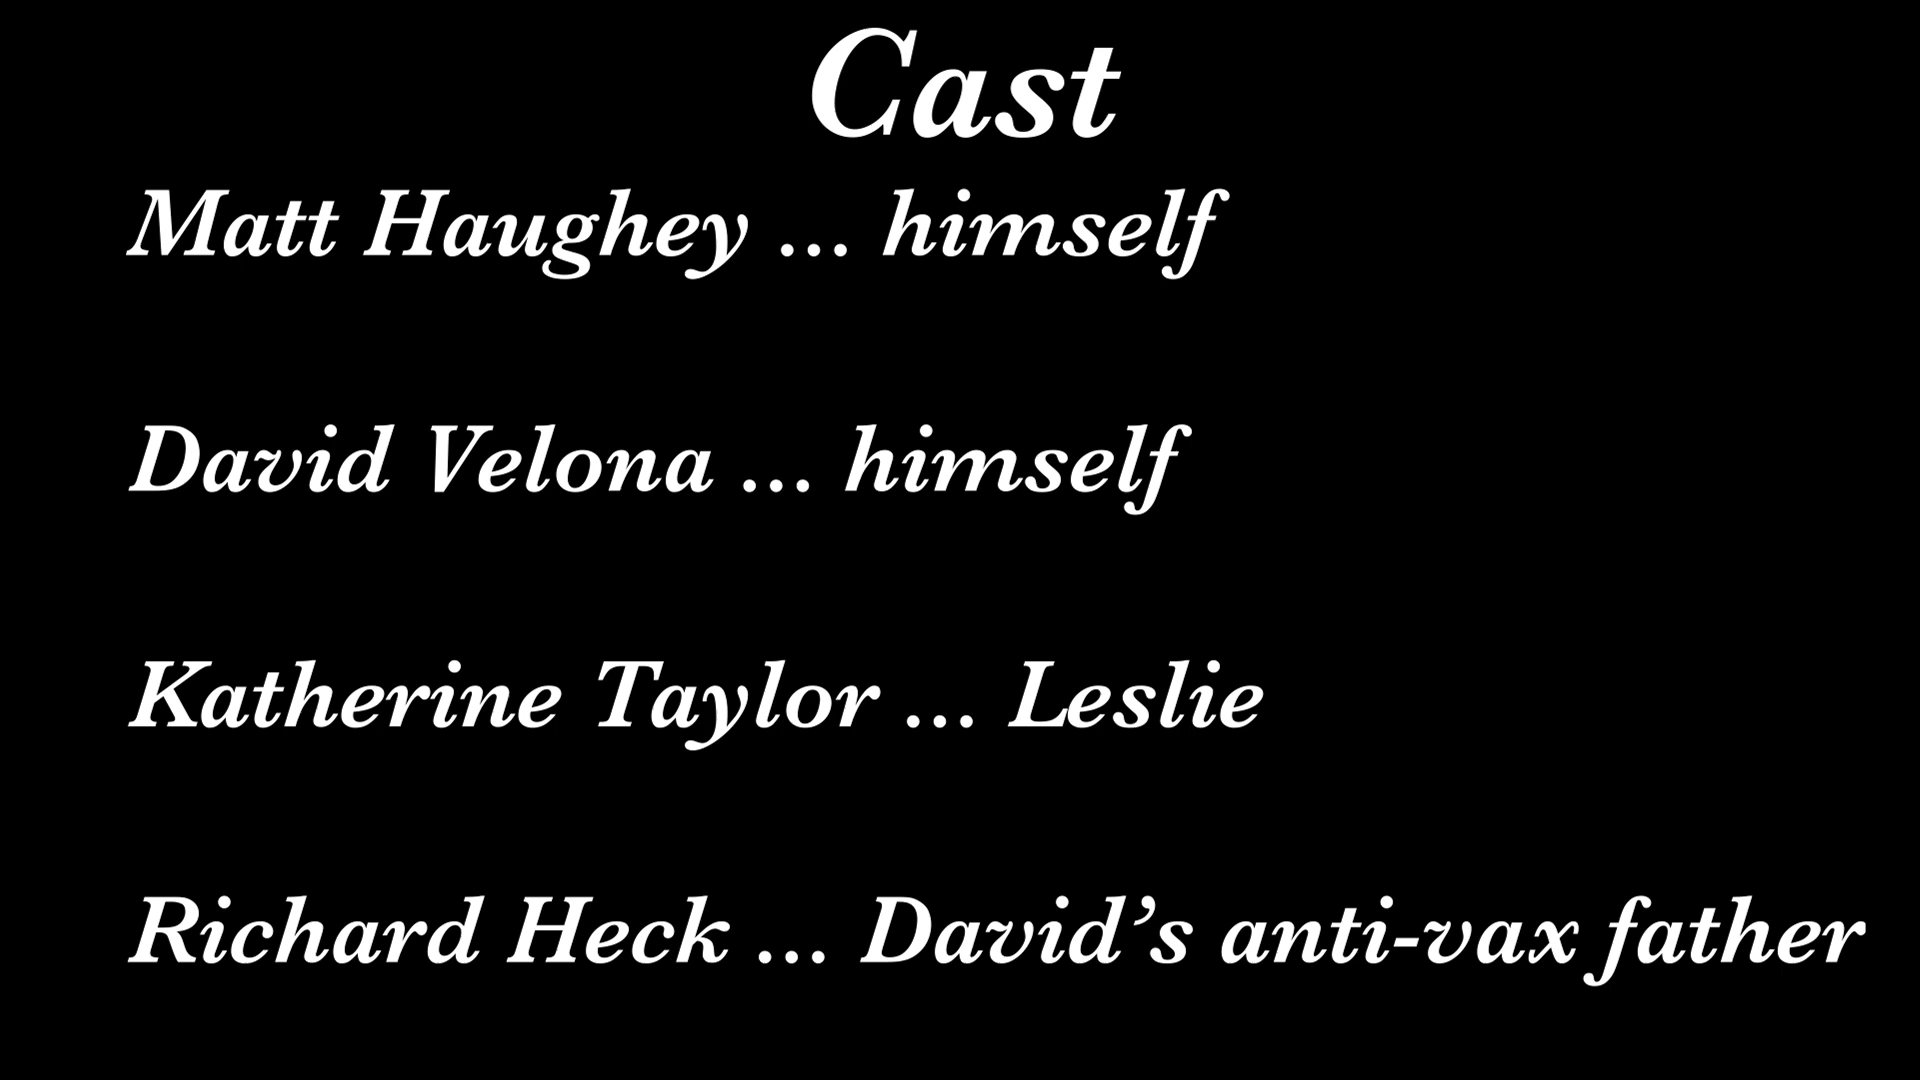 Cast
Matt Haughey ... himself
David Velona ... himself
Katherine Taylor ... Leslie
Richard Heck ... David’s anti-vax father